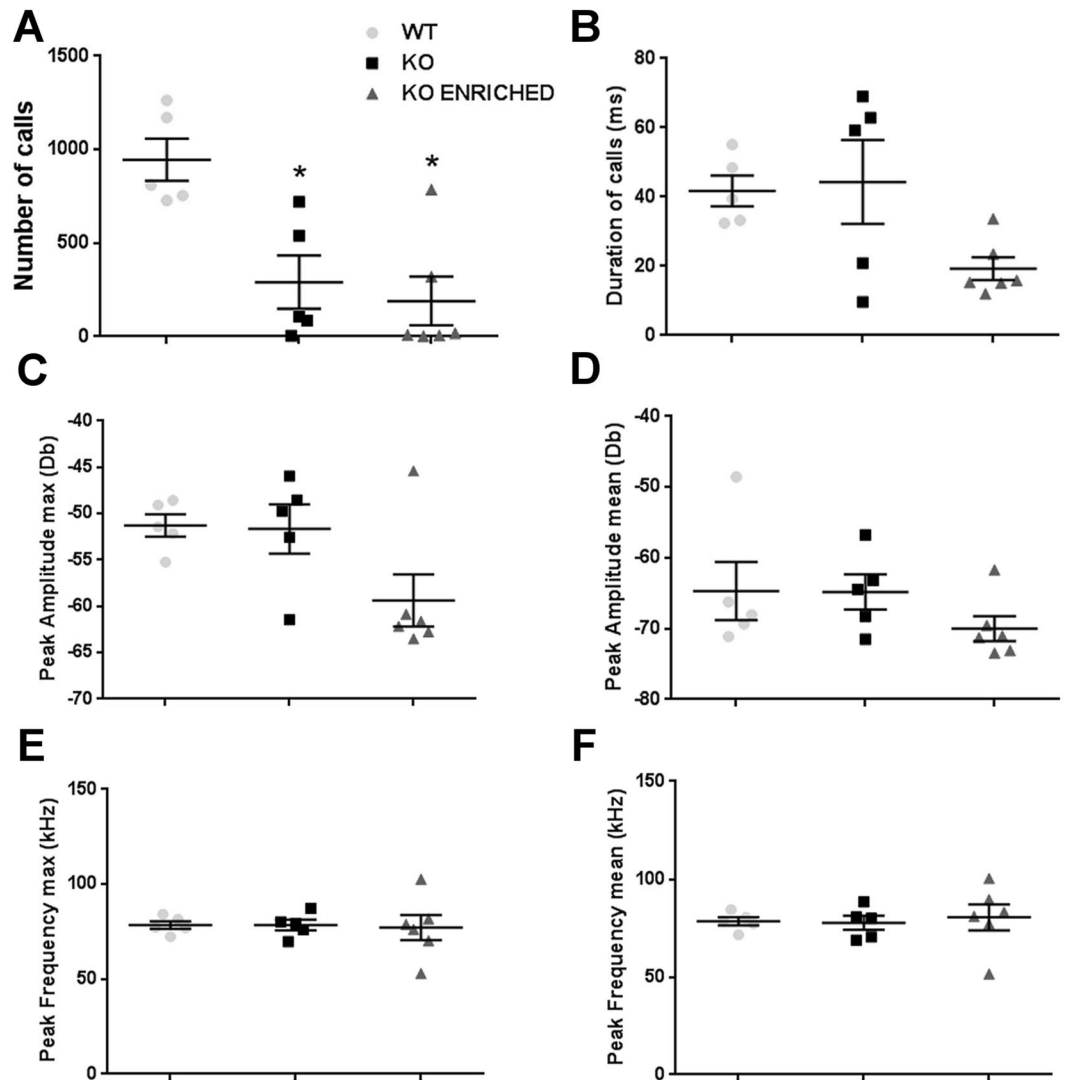 A
B
WT
KO
KO ENRICHED
Number of calls
1500
1000
500
0
*
*
Duration of calls (ms)
80
60
40
20
0
C
D
Peak Amplitude max (Db)
-40
-45
-50
-55
-60
-65
-70
Peak Amplitude mean (Db)
-40
-50
-60
-70
-80
E
F
Peak Frequency max (kHz)
150
100
50
0
Peak Frequency mean (kHz)
150
100
50
0